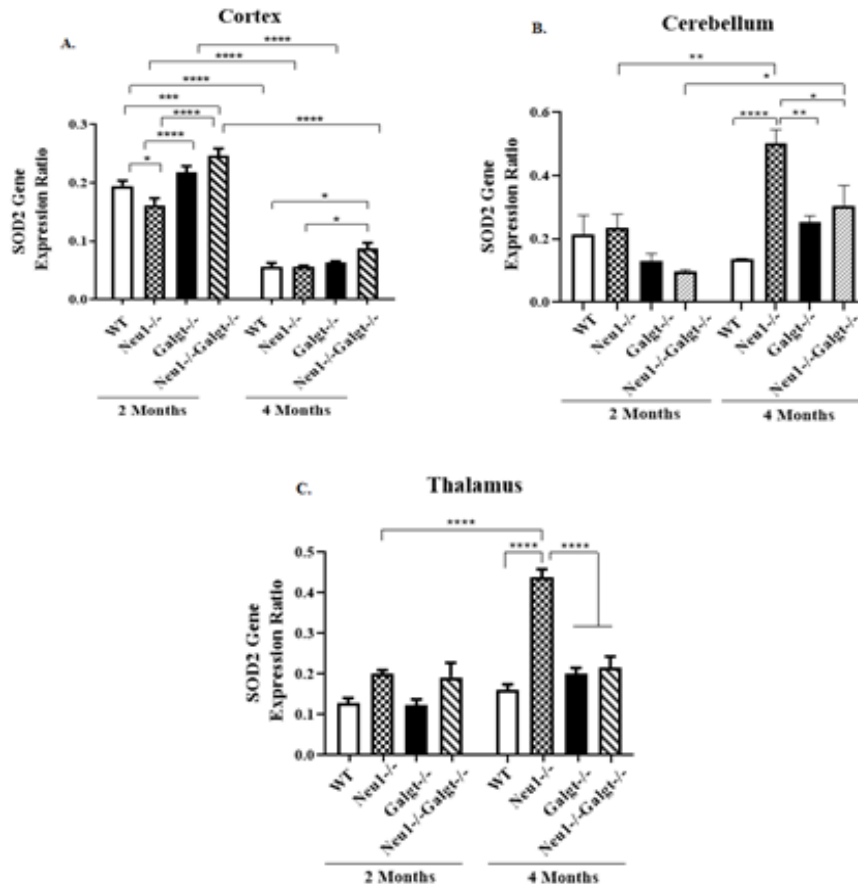 Cortex
A.
****
****
****
***
****
****
****
*
*
*
0.3
0.2
0.1
0.0
SOD2 Gene
Expression Ratio
WT
Neu1-/-
Galgt-/-
Neu1-/-Galgt-/-
WT
Neu1-/-
Galgt-/-
Neu1-/-Galgt-/-
2 Months
4 Months
Cerebellum
B.
**
*
*
****
**
0.6
0.4
0.2
0.0
SOD2 Gene
Expression Ratio
WT
Neu1-/-
Galgt-/-
Neu1-/-Galgt-/-
WT
Neu1-/-
Galgt-/-
Neu1-/-Galgt-/-
2 Months
4 Months
Thalamus
C.
****
****
****
0.5
0.4
0.3
0.2
0.1
0.0
SOD2 Gene
Expression Ratio
WT
Neu1-/-
Galgt-/-
Neu1-/-Galgt-/-
WT
Neu1-/-
Galgt-/-
Neu1-/-Galgt-/-
2 Months
4 Months